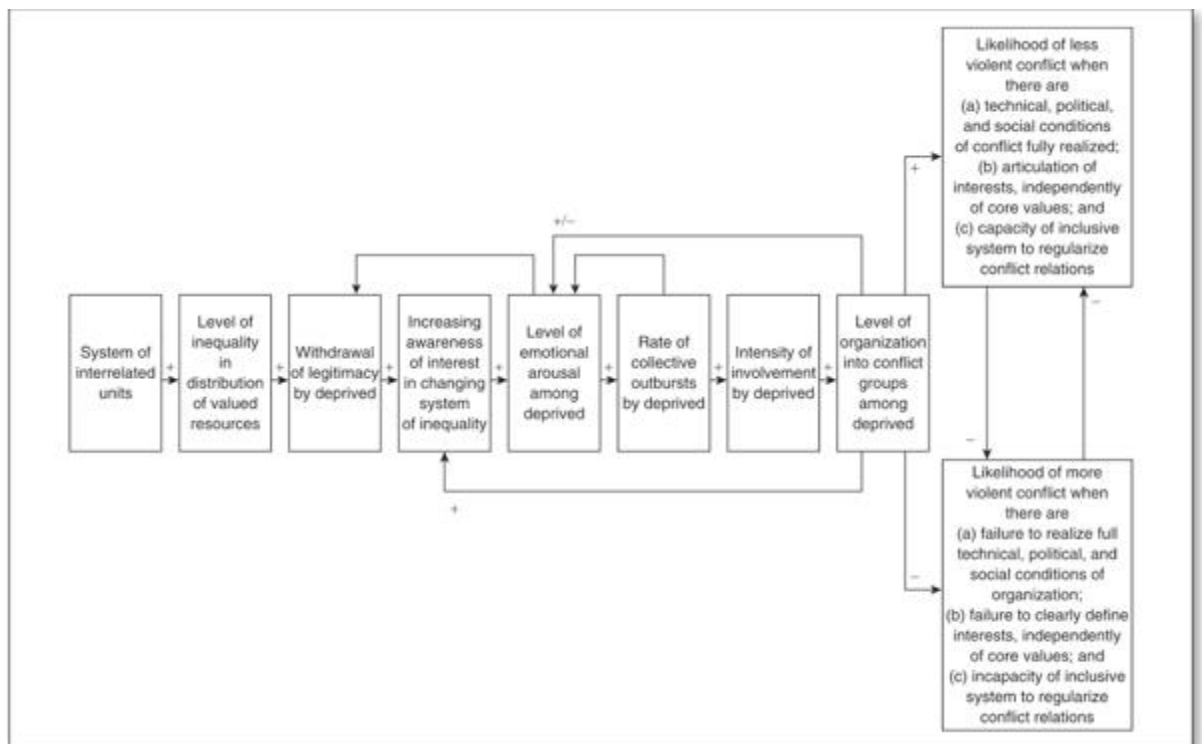 Likelihood of less
violent conflict when
there are
(a) technical, political,
and social conditions
of conflict fully realized;
(b) articulation of
interests, independently
of core values; and
(c) capacity of inclusive
system to regularize
conflict relations
+
+/−
−
System of
interrelated
units
+
Level of
inequality
in
distribution
of valued
resources
+
Withdrawal
of legitimacy
by deprived
+
Increasing
awareness
of interest
in changing
system
of inequality
+
Level of
emotional
arousal
among
deprived
+
Rate of
collective
outbursts
by deprived
+
Intensity of
involvement
by deprived
+
Level of
organization
into conflict
groups
among
deprived
−
+
−
Likelihood of more
violent conflict when
there are
(a) failure to realize full
technical, political, and
social conditions of
organization;
(b) failure to clearly define
interests, independently
of core values; and
(c) incapacity of inclusive
system to regularize
conflict relations